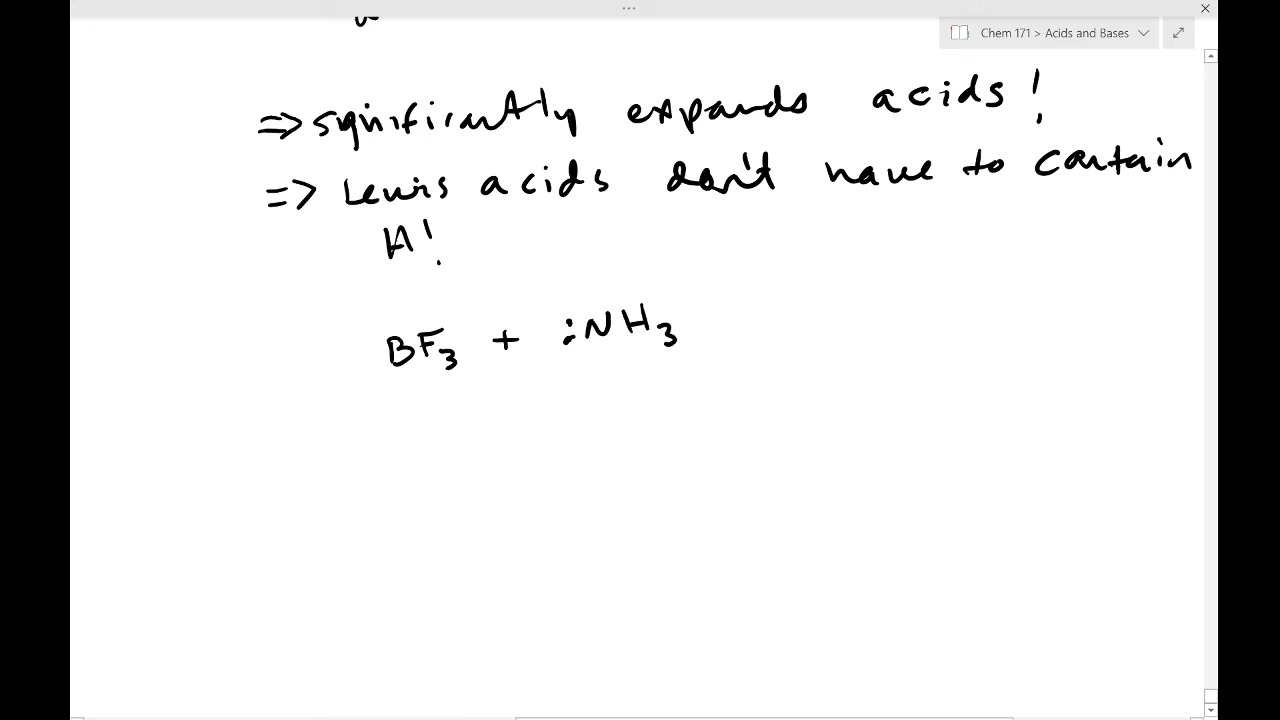 Chem 171 > Acids and Bases
=> significantly expands acids!
=> Lewis acids don't have to contain
H!
BF3 + :NH3